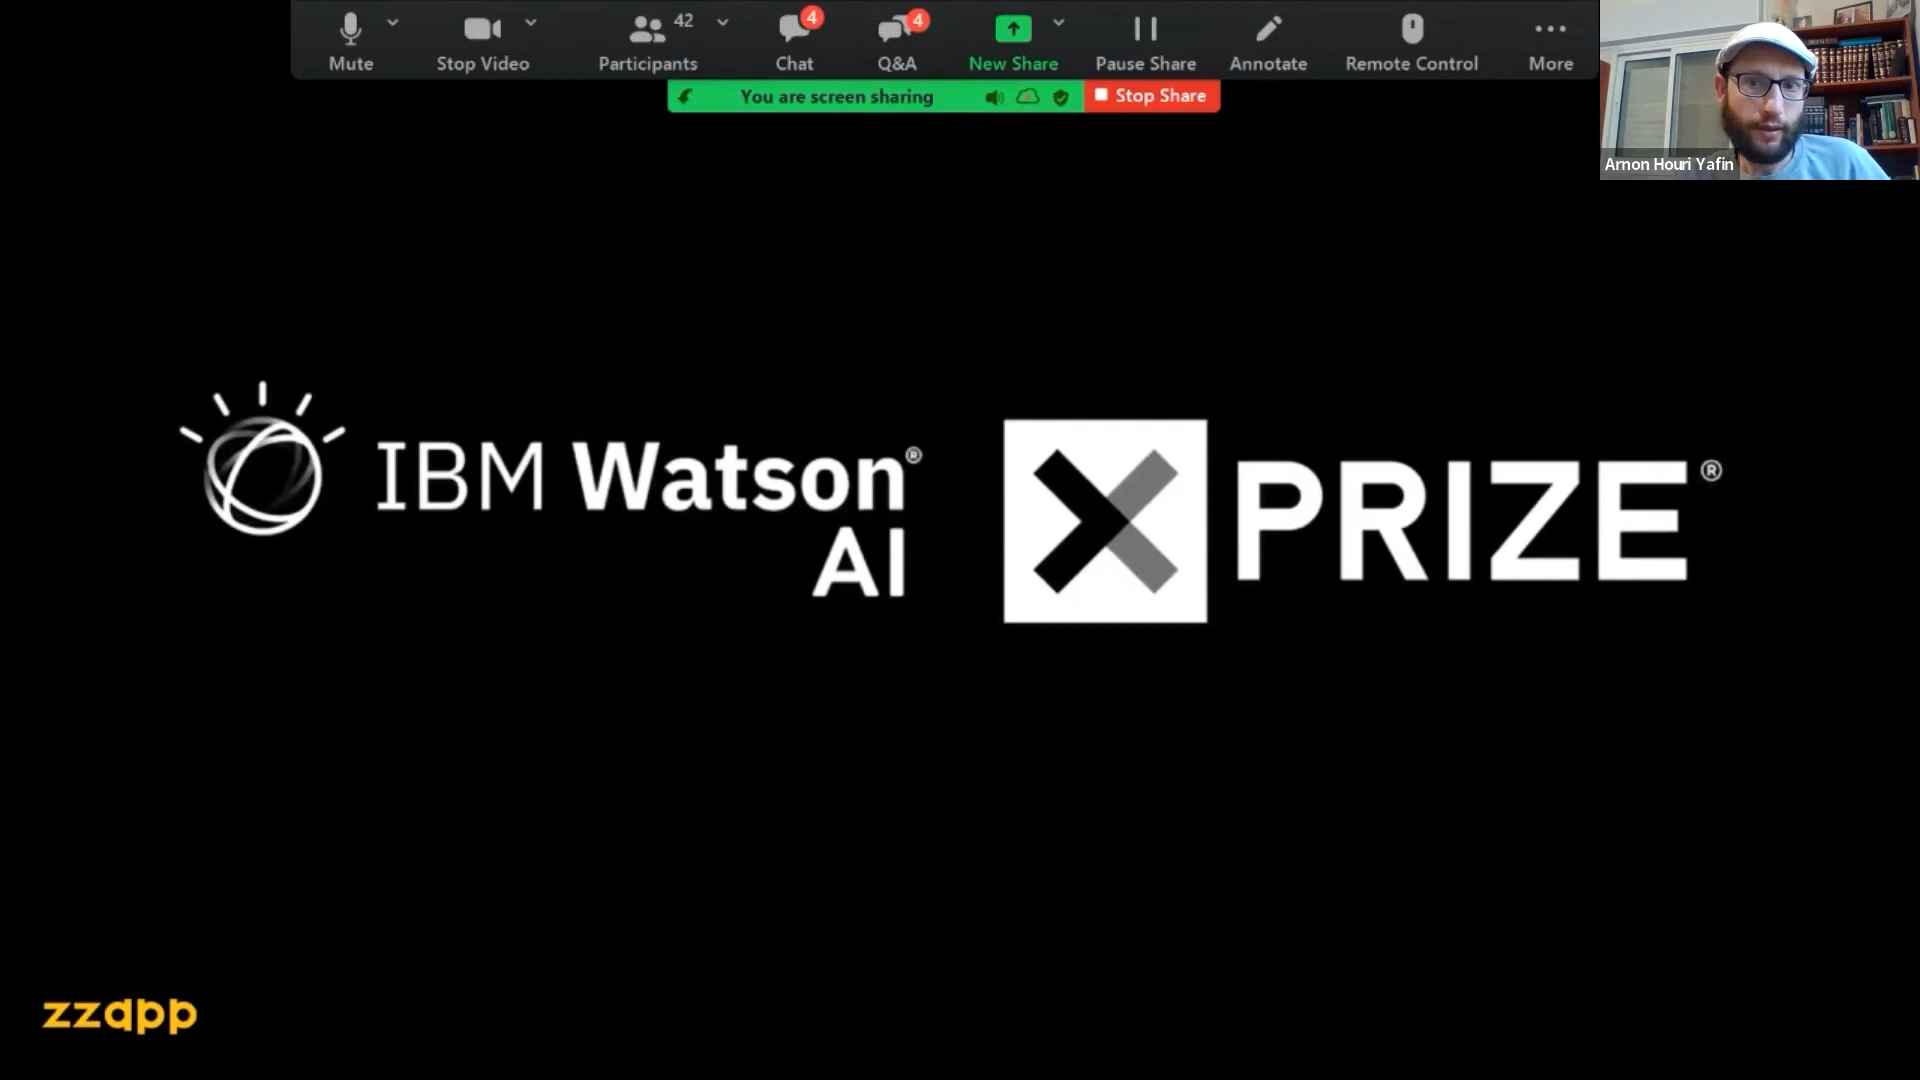 Mute
Stop Video
42
Participants
4
Chat
4
Q&A
New Share
Pause Share
Annotate
Remote Control
More
You are screen sharing
Stop Share
Arnon Houri Yafin
IBM Watson®
AI
XPRIZE®
zzapp